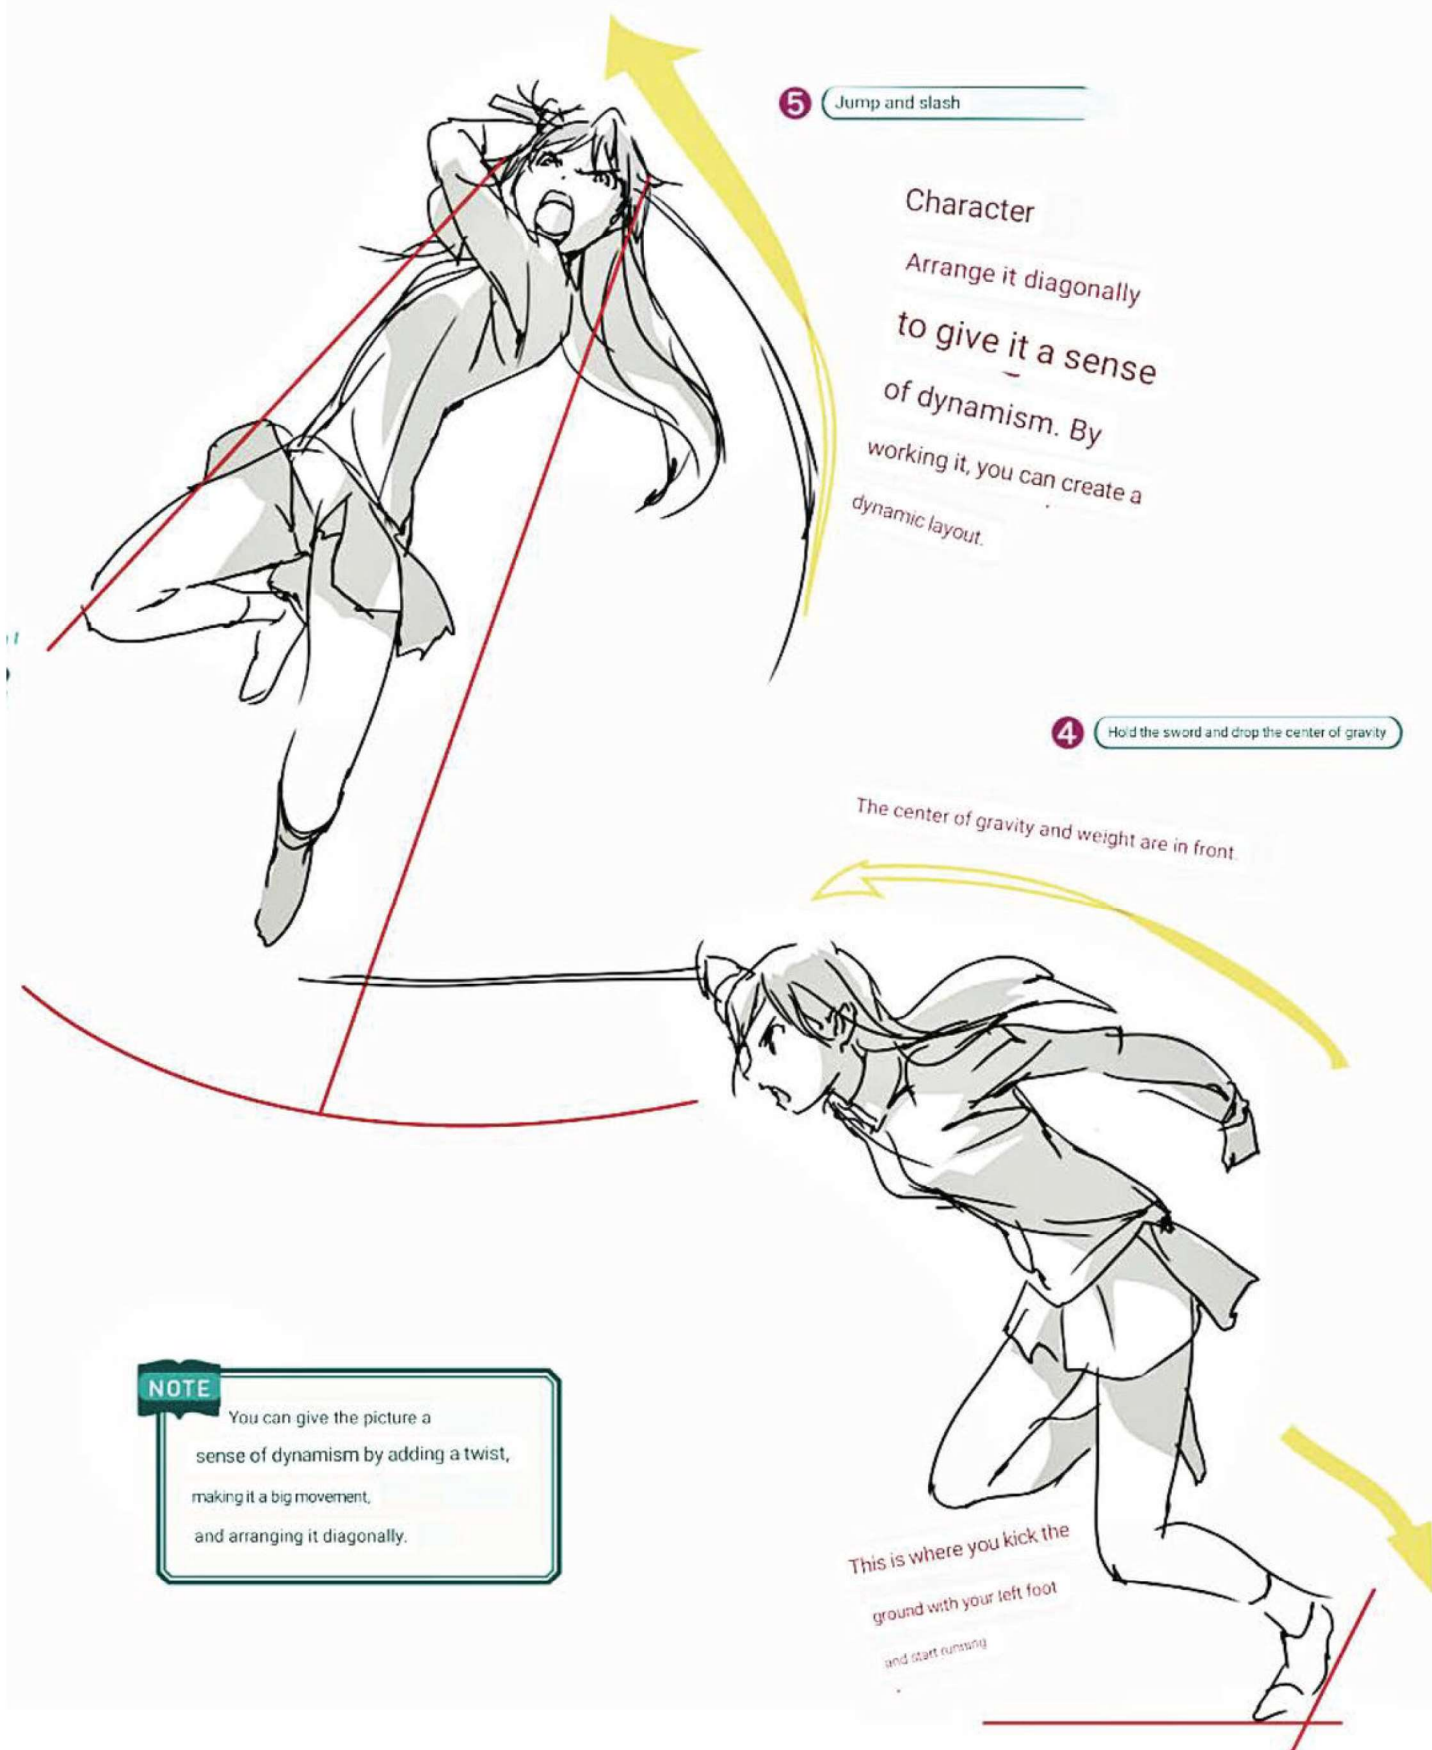 5 Jump and slash
Character
Arrange it diagonally
to give it a sense
of dynamism. By
working it, you can create a
dynamic layout.
4 Hold the sword and drop the center of gravity
The center of gravity and weight are in front.
NOTE
You can give the picture a
sense of dynamism by adding a twist,
making it a big movement,
and arranging it diagonally.
This is where you kick the
ground with your left foot
and start running